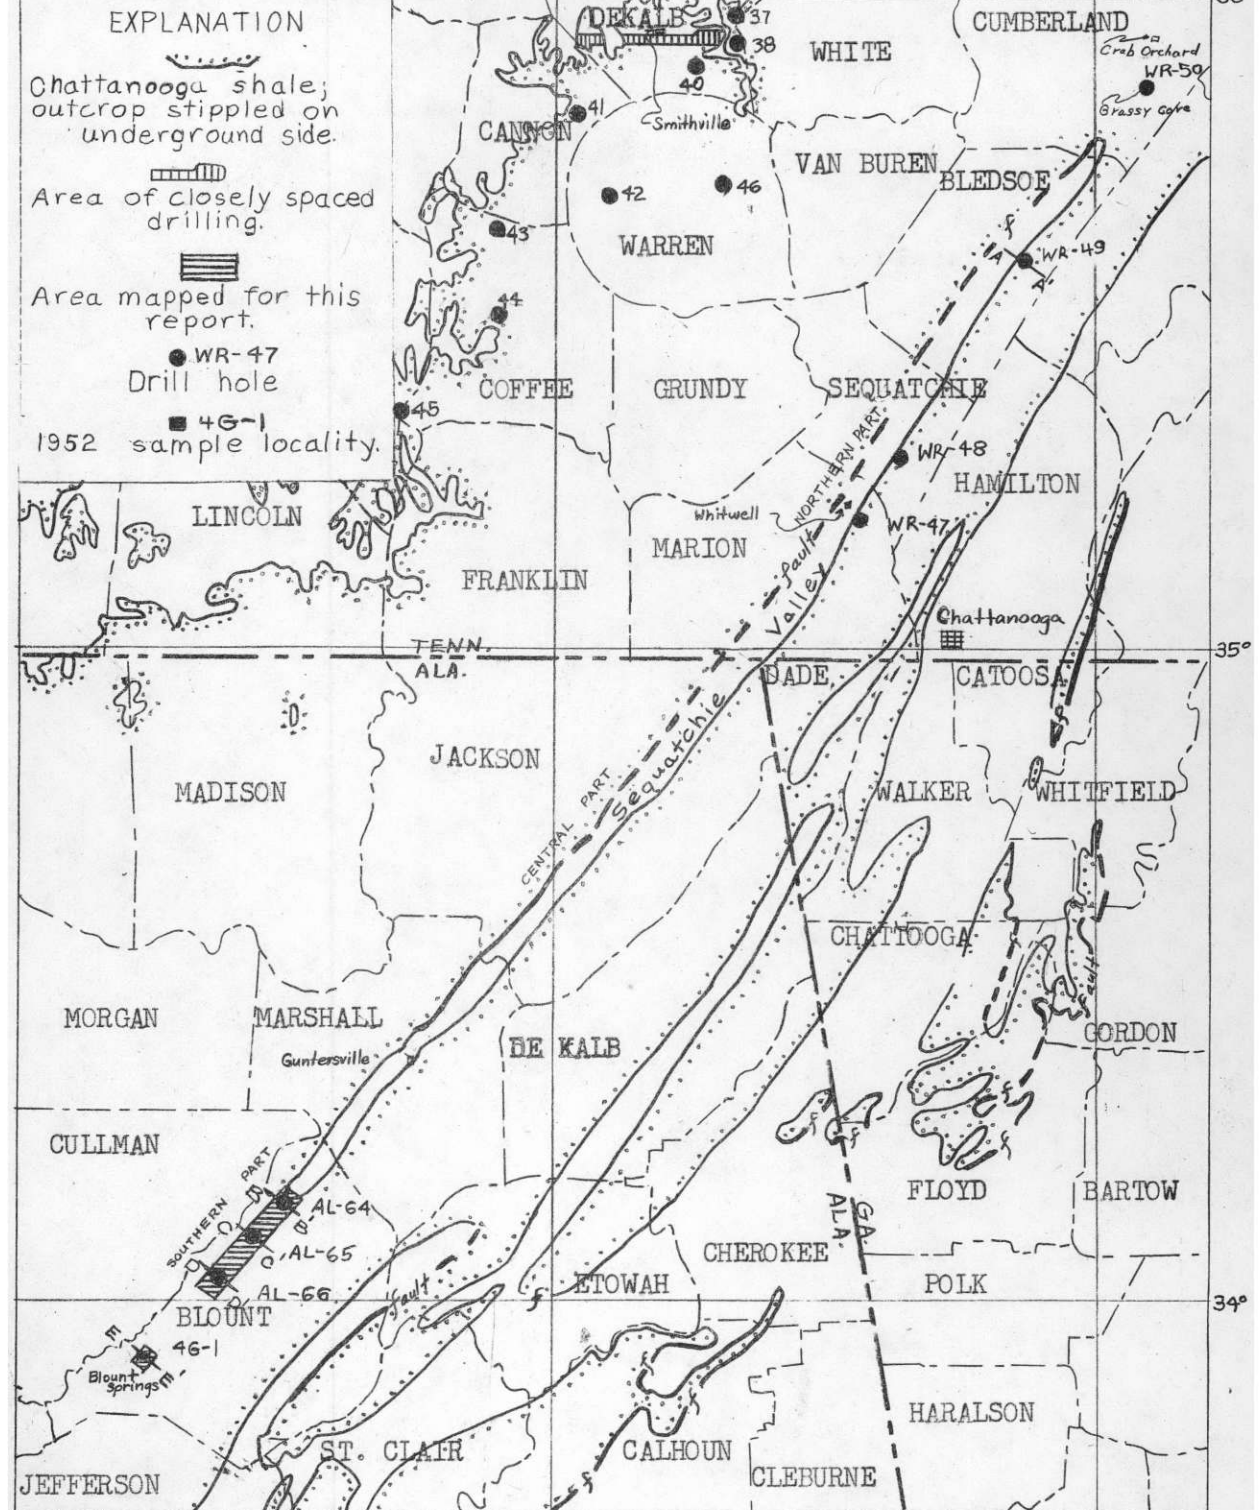 EXPLANATION
Chattanooga shale;
outcrop stippled on
underground side.
Area of closely spaced
drilling.
Area mapped for this
report.
WR-47
Drill hole
4G-1
1952 sample locality.
DEKALB
37
38
40
41
Smithville
CANNON
42
46
43
44
45
WHITE
CUMBERLAND
Crab Orchard
WR-50
Grassy Cove
VAN BUREN
BLEDSOE
WARREN
f
A
WR-49
A'
COFFEE
GRUNDY
SEQUATCHIE
NORTHERN PART
WR-48
HAMILTON
LINCOLN
Whitwell
WR-47
MARION
FRANKLIN
fault
Valley
Chattanooga
TENN.
ALA.
35°
DADE
CATOOSA
f
Sequatchie
JACKSON
MADISON
CENTRAL PART
WALKER
WHITFIELD
CHATTOOGA
fault
MORGAN
MARSHALL
Guntersville
DE KALB
GORDON
CULLMAN
f
f
f
f
SOUTHERN PART
B
AL-64
B'
C
AL-65
C'
D
AL-66
D'
BLOUNT
FLOYD
BARTOW
GA.
ALA.
CHEROKEE
ETOWAH
POLK
fault
f
34°
E
4G-1
Blount
Springs
E'
f
HARALSON
JEFFERSON
ST. CLAIR
CALHOUN
CLEBURNE
f